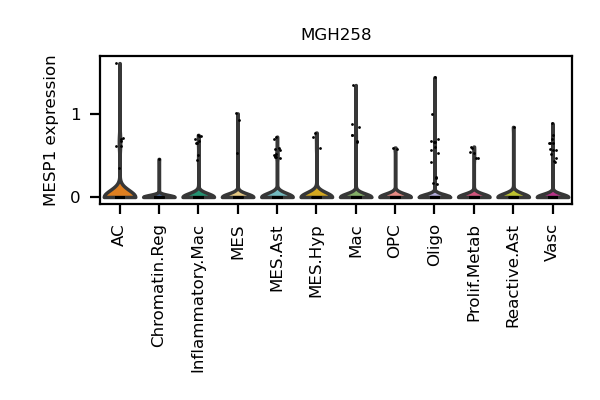 MGH258
MESP1 expression
1
0
AC
Chromatin.Reg
Inflammatory.Mac
MES
MES.Ast
MES.Hyp
Mac
OPC
Oligo
Prolif.Metab
Reactive.Ast
Vasc